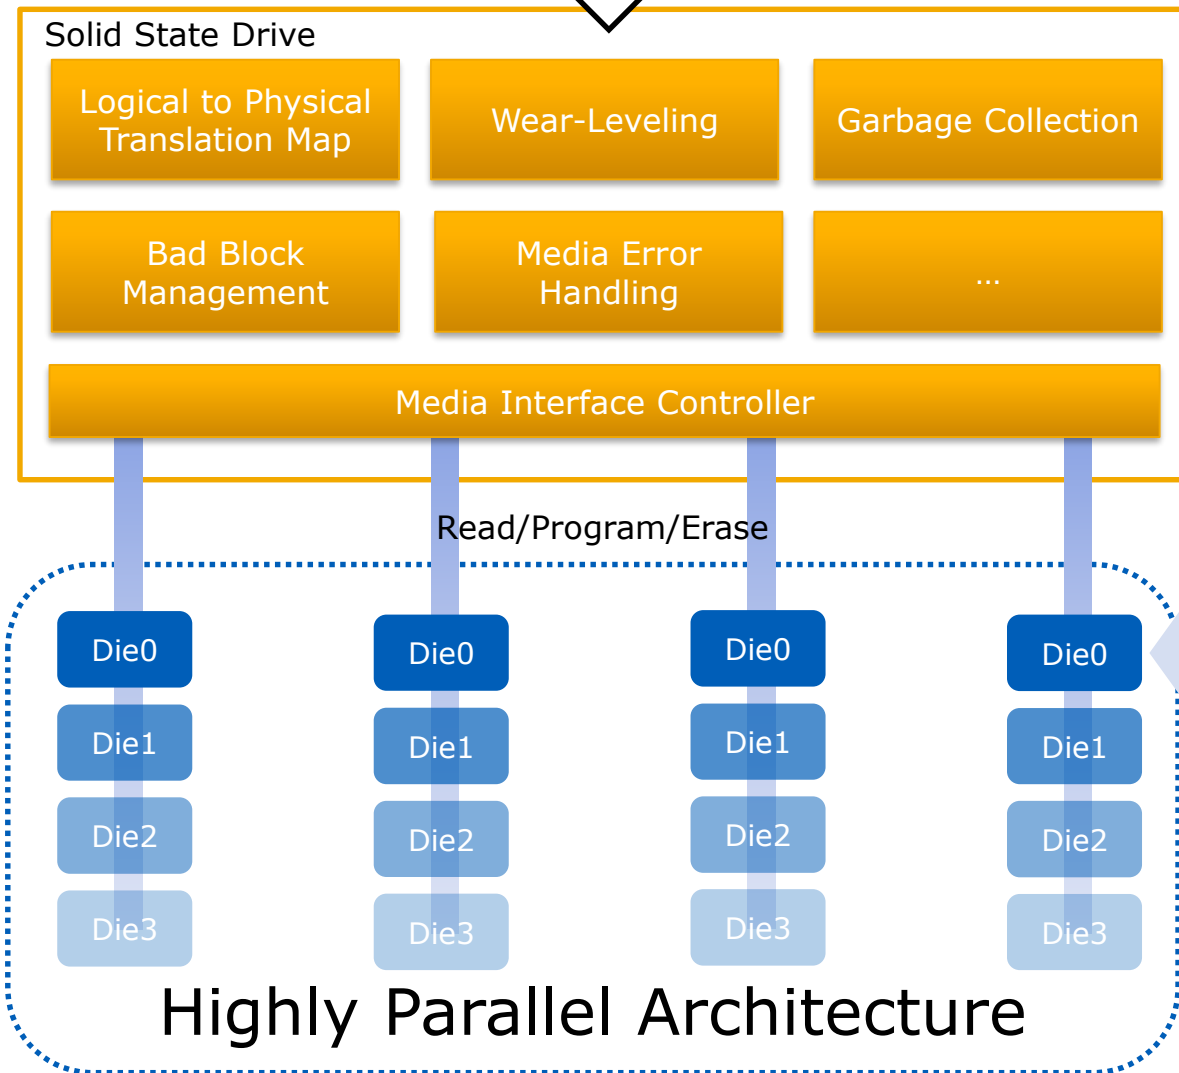 Solid State Drive
Logical to Physical
Translation Map
Wear-Leveling
Garbage Collection
Bad Block
Management
Media Error
Handling
...
Media Interface Controller
Read/Program/Erase
Die0
Die0
Die0
Die0
Die1
Die1
Die1
Die1
Die2
Die2
Die2
Die2
Die3
Die3
Die3
Die3
Highly Parallel Architecture